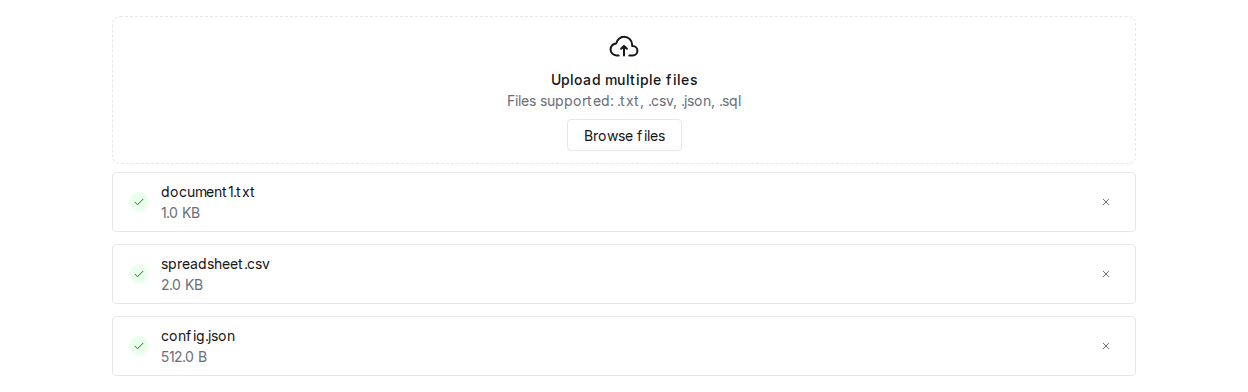 Upload multiple files
Files supported: .txt, .csv, .json, .sql
Browse files
document1.txt
1.0 KB
spreadsheet.csv
2.0 KB
config.json
512.0 B